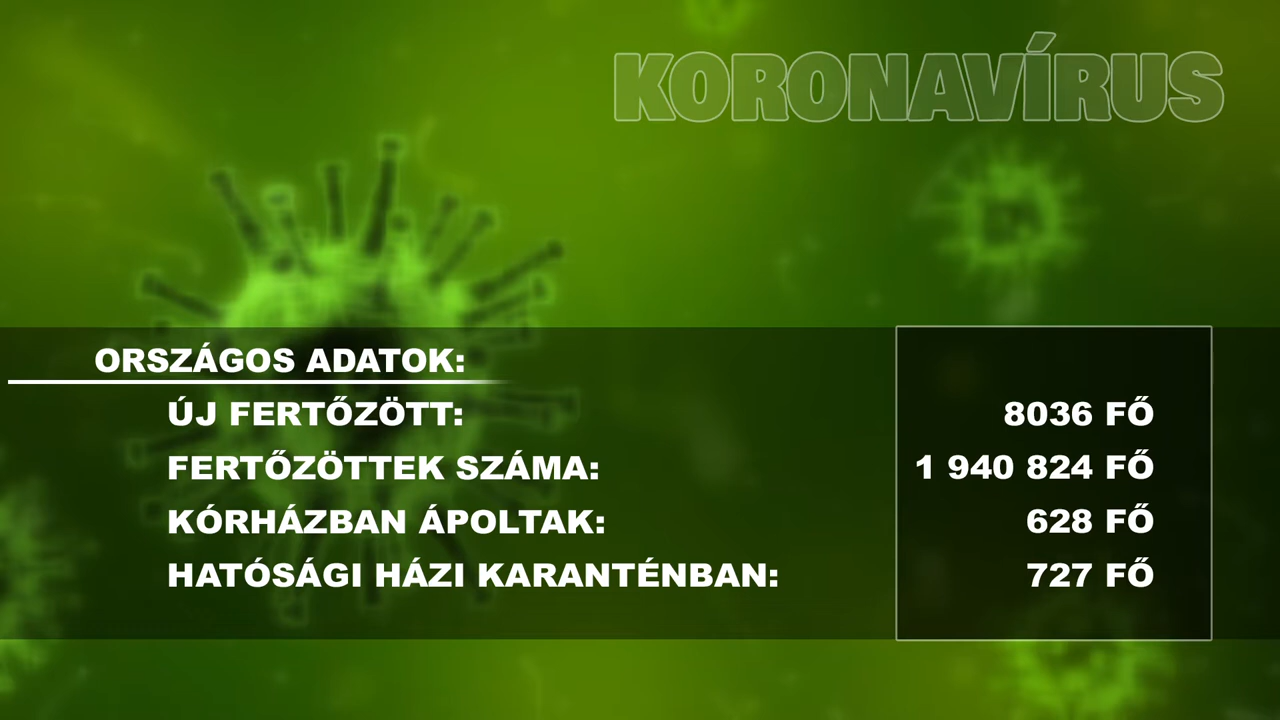 KORONAVÍRUS
ORSZÁGOS ADATOK:
ÚJ FERTŐZÖTT: 8036 FŐ
FERTŐZÖTTEK SZÁMA: 1 940 824 FŐ
KÓRHÁZBAN ÁPOLTAK: 628 FŐ
HATÓSÁGI HÁZI KARANTÉNBAN: 727 FŐ